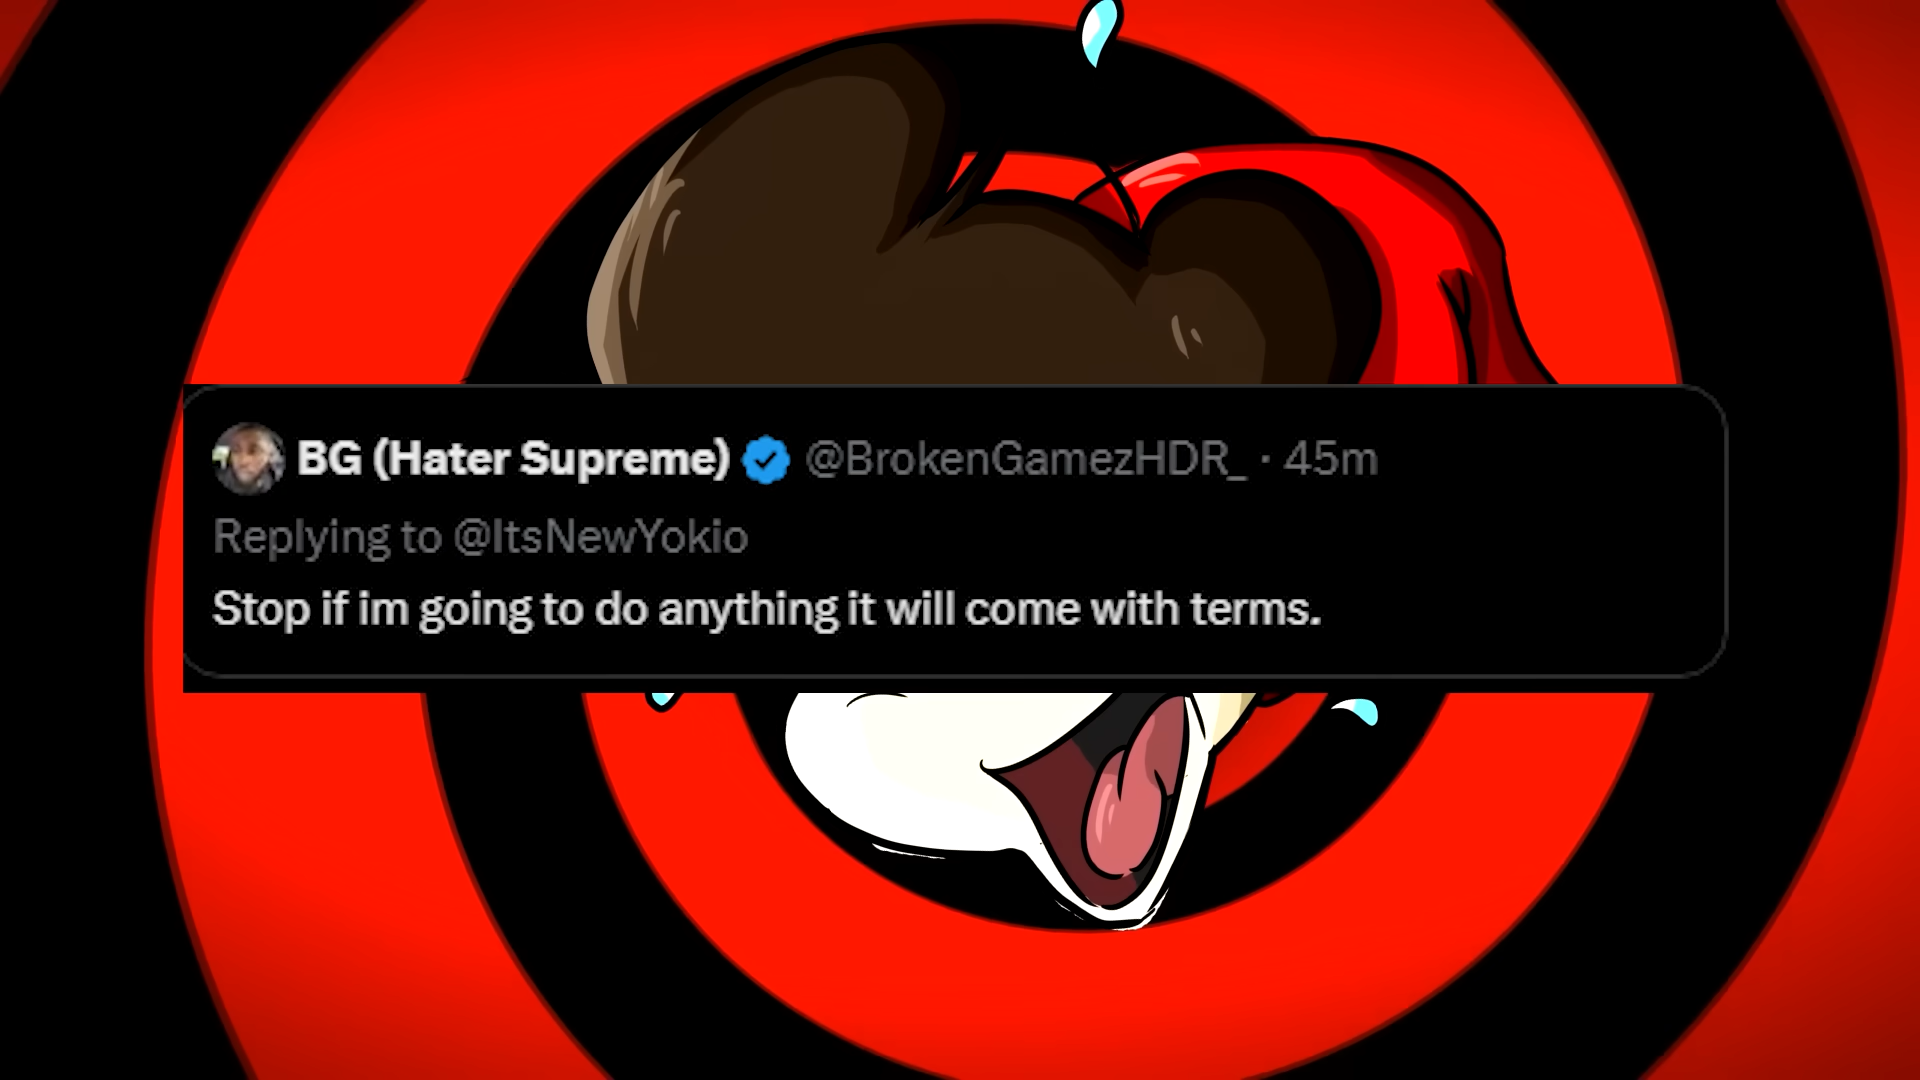 BG (Hater Supreme) @BrokenGamezHDR_ · 45m
Replying to @ItsNewYokio
Stop if im going to do anything it will come with terms.